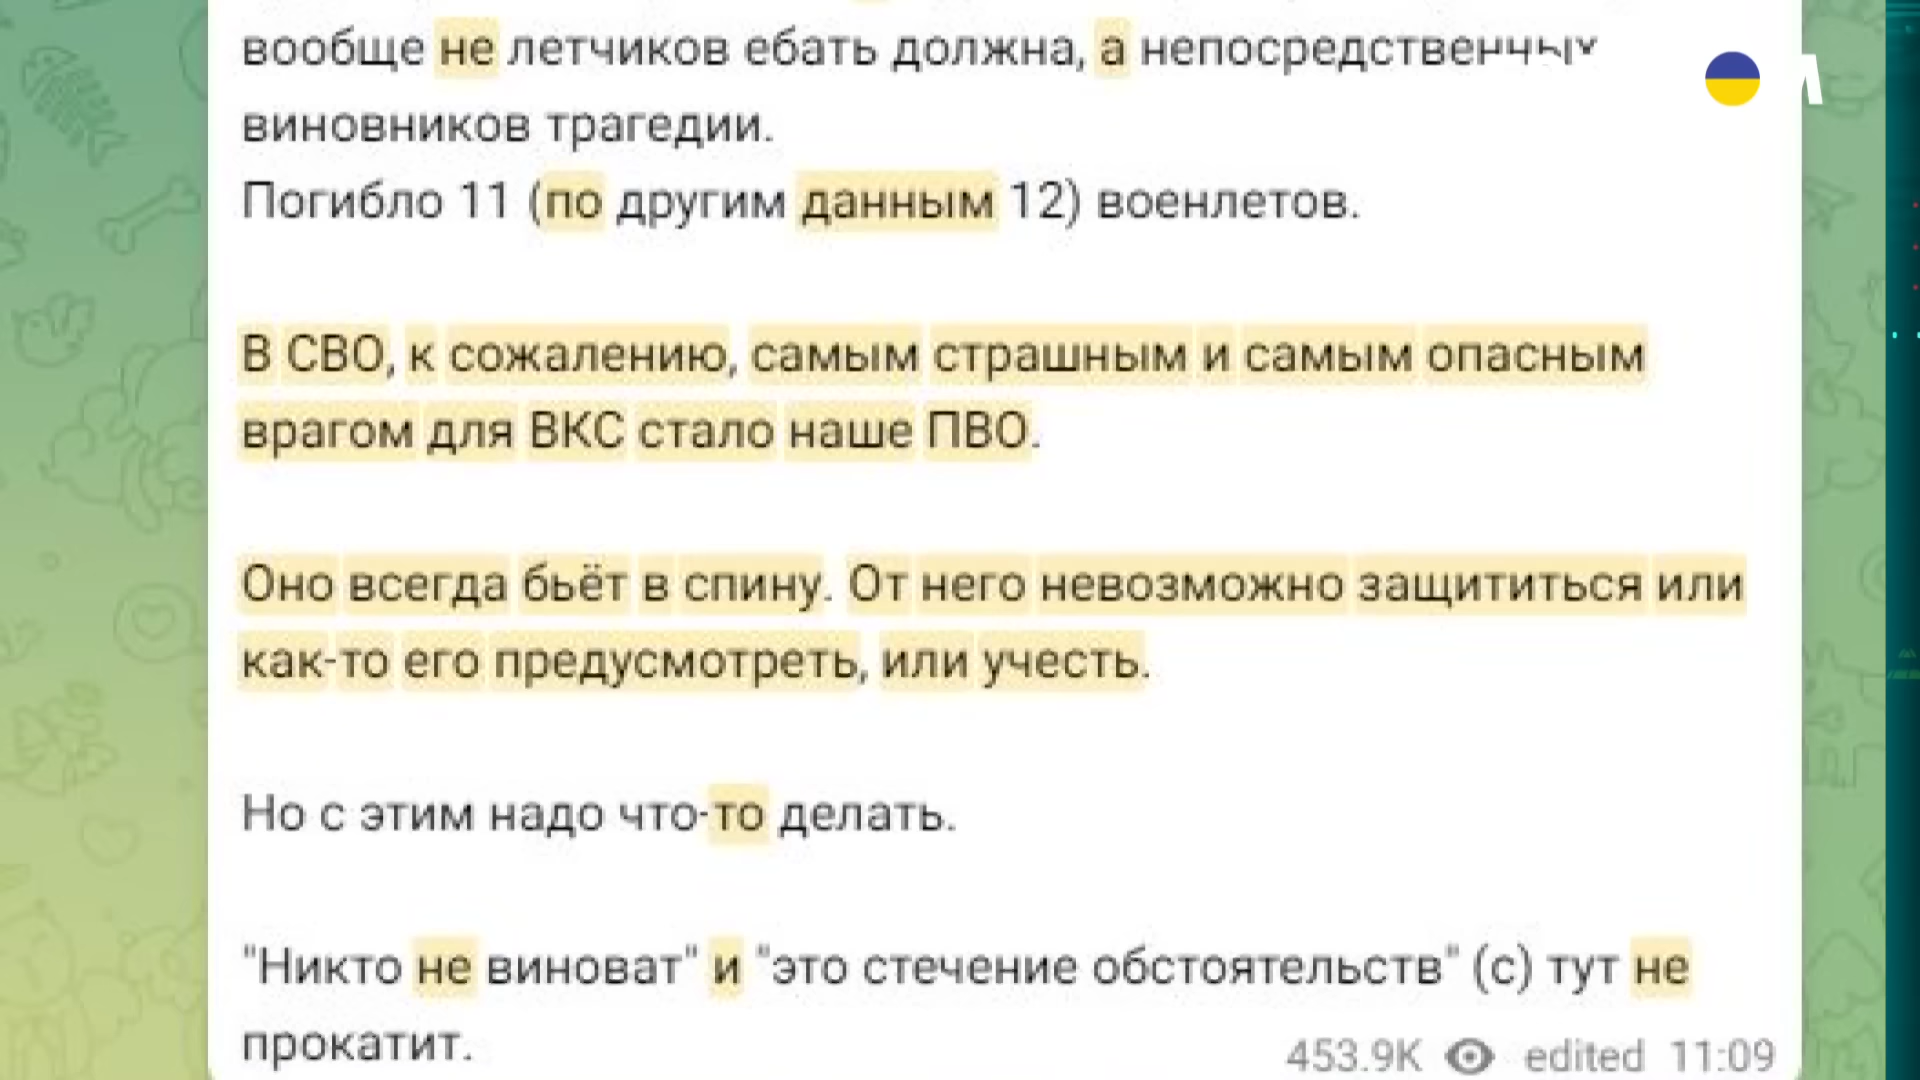 вообще не летчиков ебать должна, а непосредственных
виновников трагедии.
Погибло 11 (по другим данным 12) военлетов.
В СВО, к сожалению, самым страшным и самым опасным
врагом для ВКС стало наше ПВО.
Оно всегда бьёт в спину. От него невозможно защититься или
как-то его предусмотреть, или учесть.
Но с этим надо что-то делать.
"Никто не виноват" и "это стечение обстоятельств" (с) тут не
прокатит.
453.9K edited 11:09